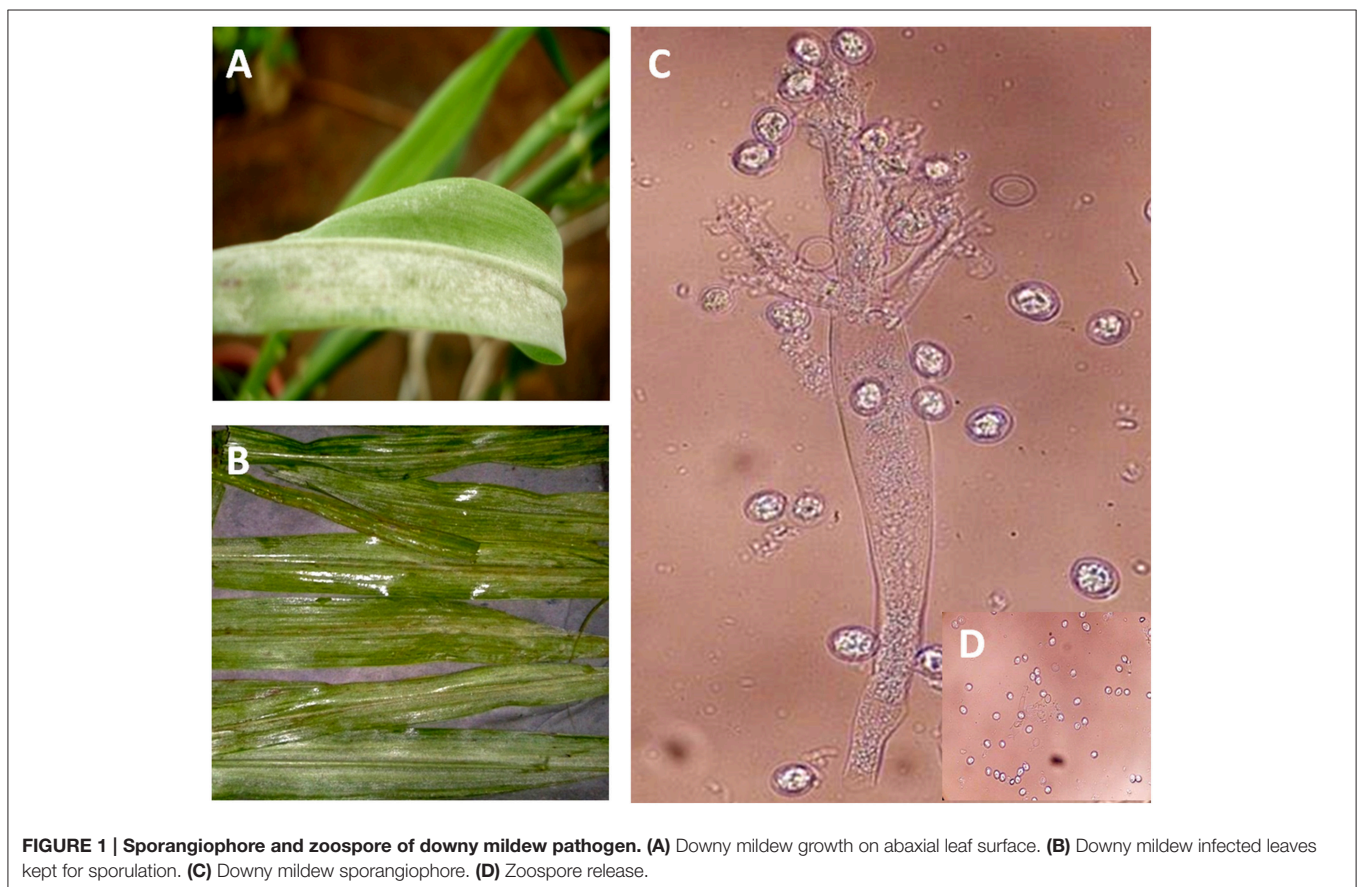 A
B
C
D
FIGURE 1 | Sporangiophore and zoospore of downy mildew pathogen. (A) Downy mildew growth on abaxial leaf surface. (B) Downy mildew infected leaves
kept for sporulation. (C) Downy mildew sporangiophore. (D) Zoospore release.